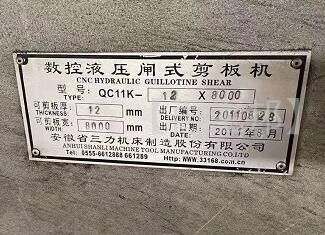 数控液压闸式剪板机
CNC HYDRAULIC GUILLOTINE SHEAR
型号: QC11K- 12 X 8000
TYPE:
可剪板厚: 12 mm 出厂编号: 20110828
THICKNESS: DELIVERY NO:
可剪板宽: 8000 mm 出厂日期: 2011年8月
WIDTH:
安徽省三力机床制造股份有限公司
ANHUI SHANLI MACHINE TOOL MANUFACTURING CO.LTD
Tel: 0555-6612888 661289 Http: WWW.33168.com.cn